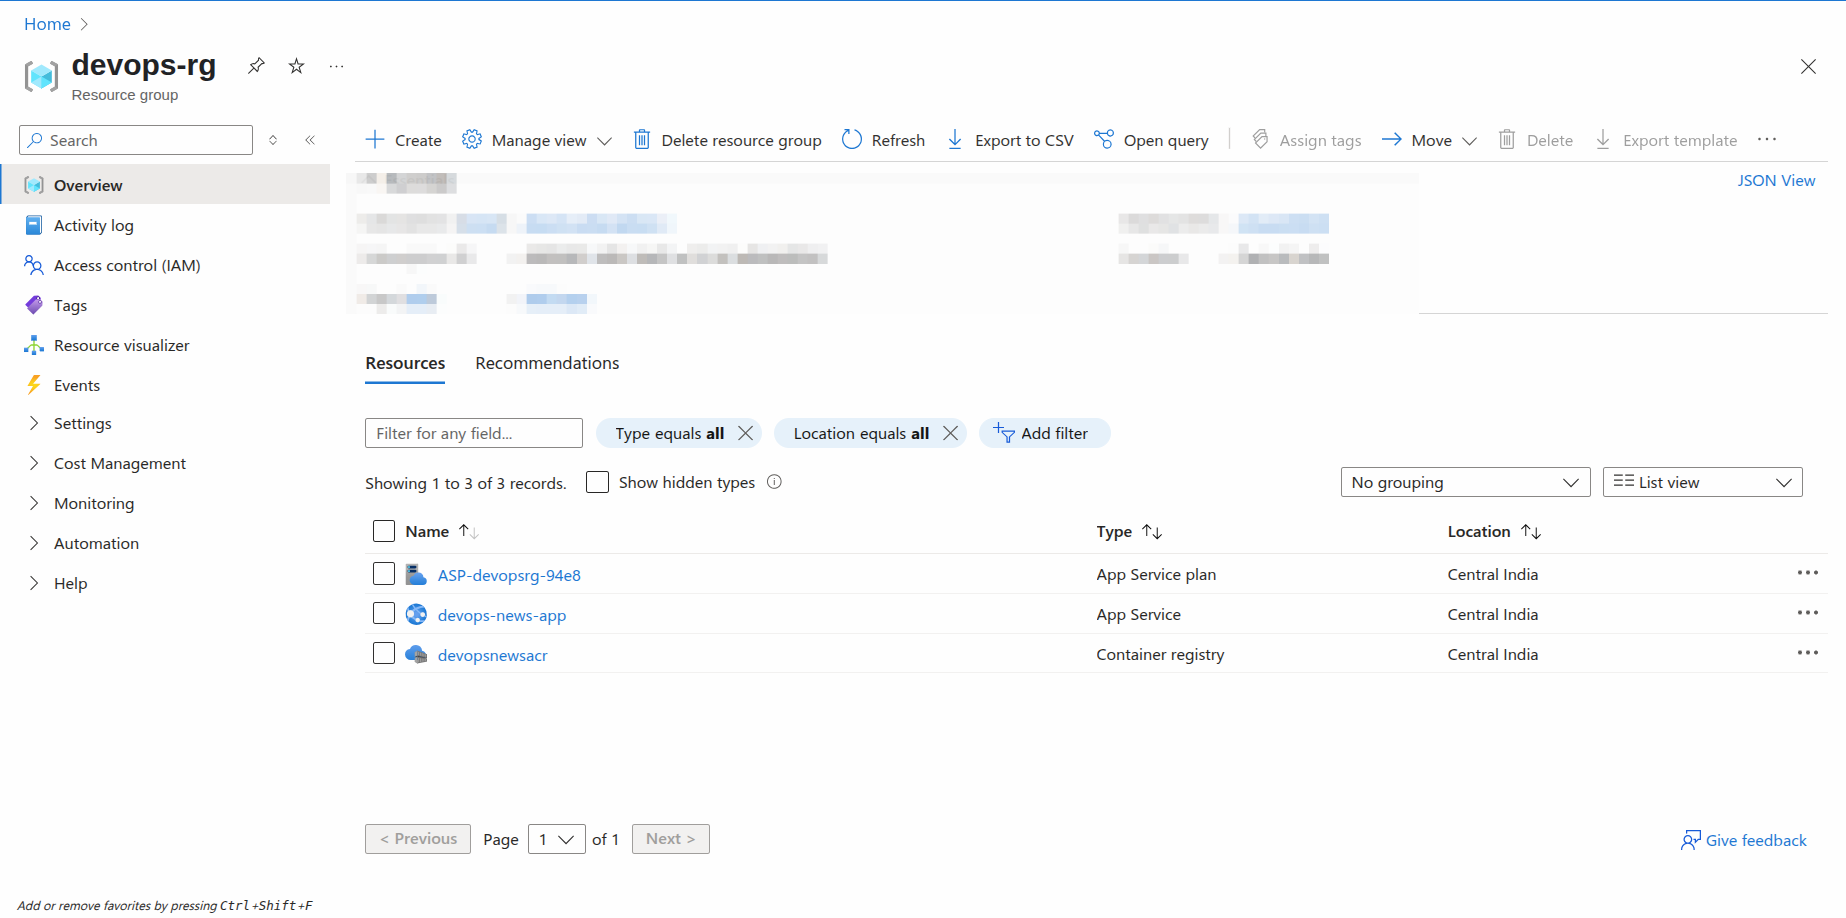 Home
devops-rg
Resource group
Search
Create
Manage view
Delete resource group
Refresh
Export to CSV
Open query
Assign tags
Move
Delete
Export template
Overview
Activity log
Access control (IAM)
Tags
Resource visualizer
Events
Settings
Cost Management
Monitoring
Automation
Help
JSON View
Resources Recommendations
Filter for any field...
Type equals all
Location equals all
Add filter
Showing 1 to 3 of 3 records.
Show hidden types
No grouping
List view
Name Type Location
ASP-devopsrg-94e8 App Service plan Central India
devops-news-app App Service Central India
devopsnewsacr Container registry Central India
< Previous Page 1 of 1 Next >
Give feedback
Add or remove favorites by pressing Ctrl+Shift+F